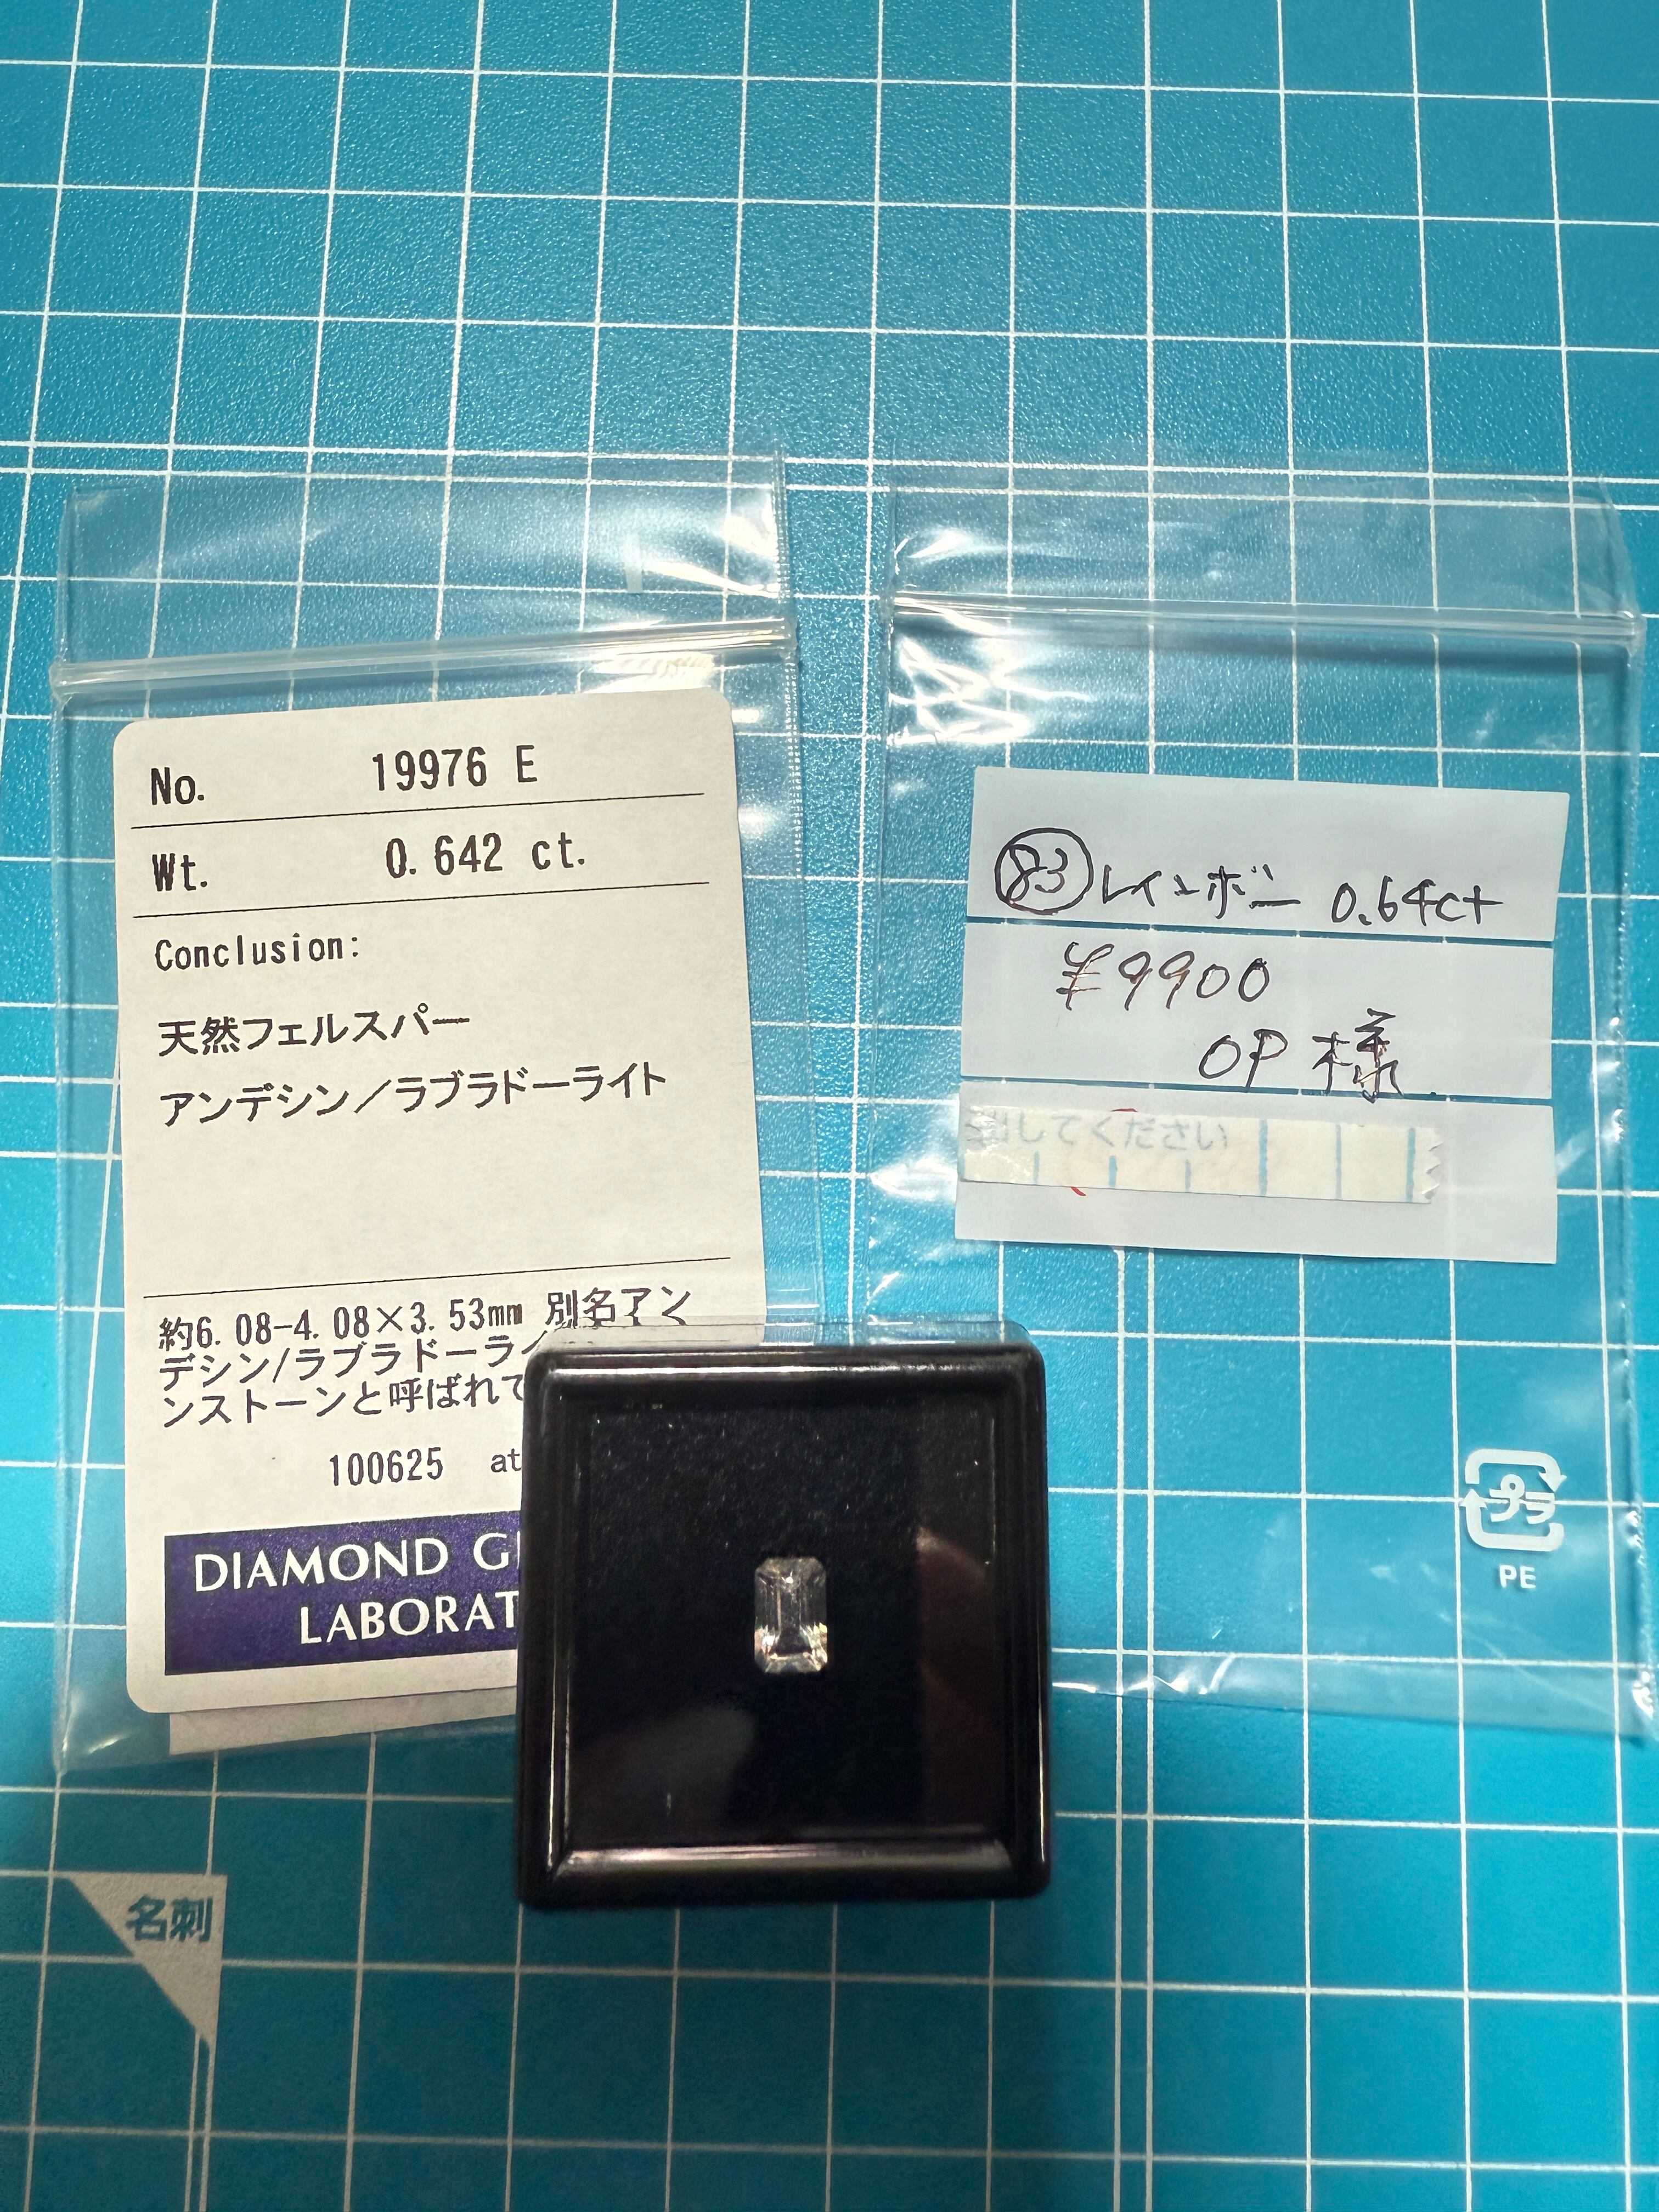 No. 19976 E
Wt. 0.642 ct.
Conclusion:
天然フェルスパー
アンデシン／ラブラドーライト
約6.08-4.08×3.53mm 別名アン
デシン/ラブラドーラ
ンストーンと呼ばれて
100625 at
DIAMOND G
LABORAT
83 レインボー 0.64ct
¥9900
OP 様
してください
プラ
PE
名刺